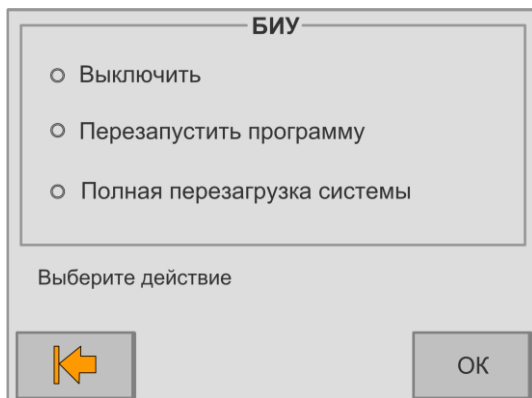 БИУ
Выключить
Перезапустить программу
Полная перезагрузка системы
Выберите действие
ОК